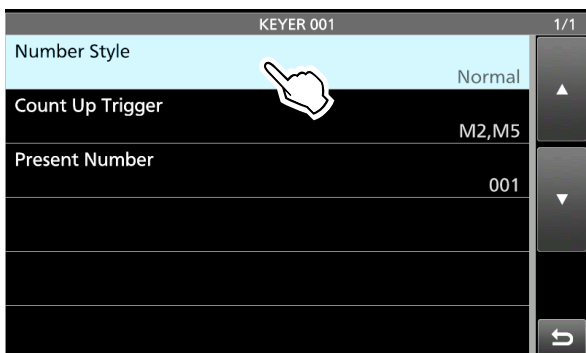 KEYER 001 1/1
Number Style
Normal
Count Up Trigger
M2,M5
Present Number
001